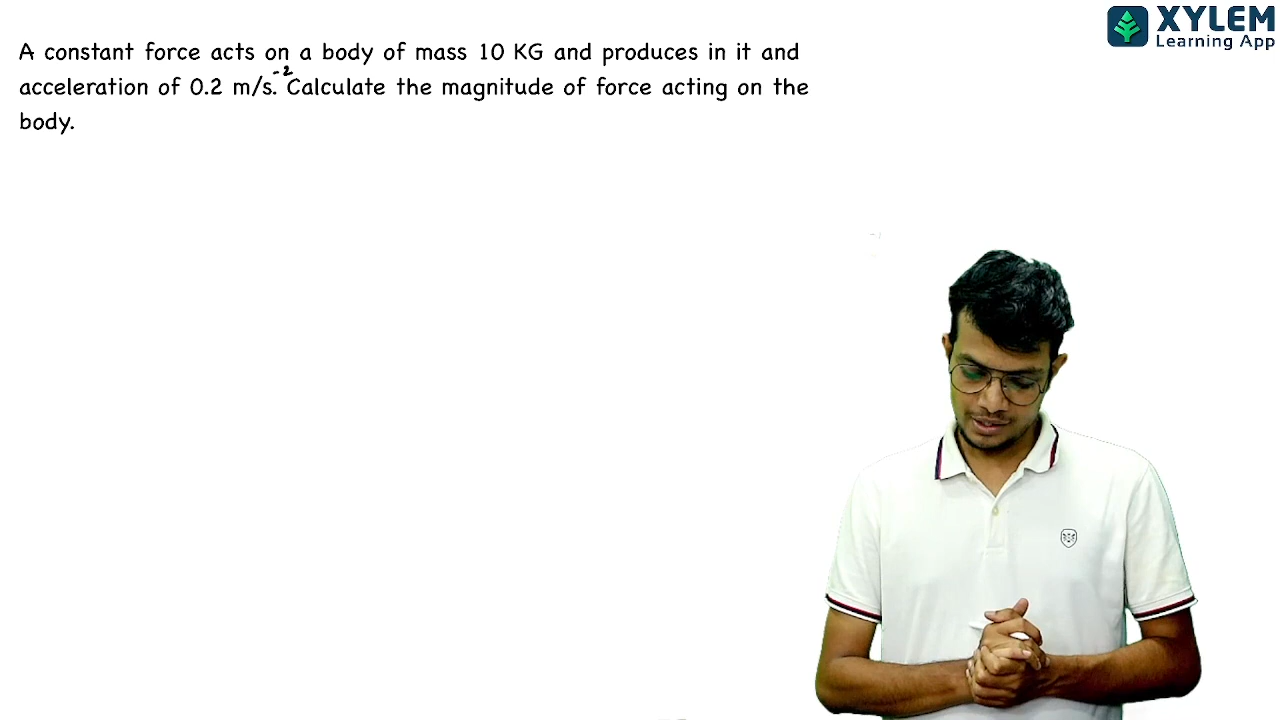 XYLEM
Learning App
A constant force acts on a body of mass 10 KG and produces in it and
acceleration of 0.2 m/s.⁻² Calculate the magnitude of force acting on the
body.